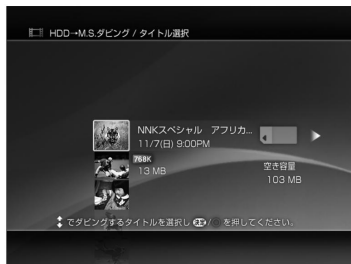 HDD→M.S.ダビング / タイトル選択
NNKスペシャル アフリカ...
11/7(日) 9:00PM
768K
13 MB
空き容量
103 MB
でダビングするタイトルを選択し 決定/ を押してください。